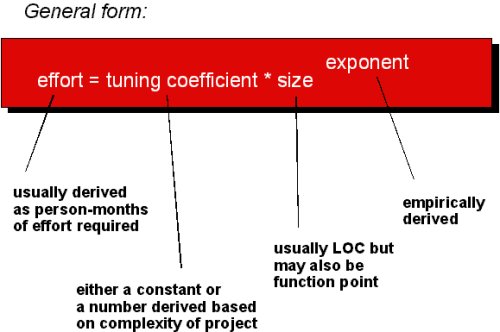 General form:
effort = tuning coefficient * size exponent
usually derived
as person-months
of effort required
empirically
derived
usually LOC but
may also be
function point
either a constant or
a number derived based
on complexity of project